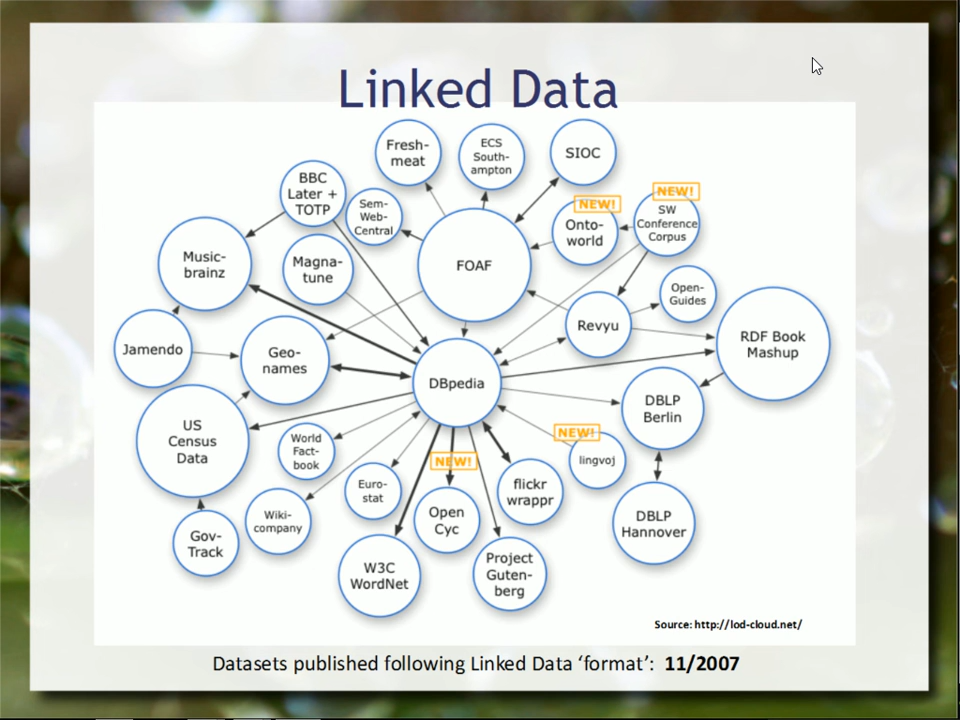 Linked Data
Fresh-
meat
ECS
South-
ampton
SIOC
BBC
Later +
TOTP
Sem-
Web-
Central
NEW!
Onto-
world
NEW!
SW
Conference
Corpus
Music-
brainz
Magna-
tune
FOAF
Open-
Guides
Revyu
RDF Book
Mashup
Jamendo
Geo-
names
DBpedia
DBLP
Berlin
US
Census
Data
World
Fact-
book
NEW!
lingvoj
NEW!
Euro-
stat
flickr
wrappr
Wiki-
company
Open
Cyc
DBLP
Hannover
Gov-
Track
W3C
WordNet
Project
Guten-
berg
Source: http://lod-cloud.net/
Datasets published following Linked Data ‘format’: 11/2007